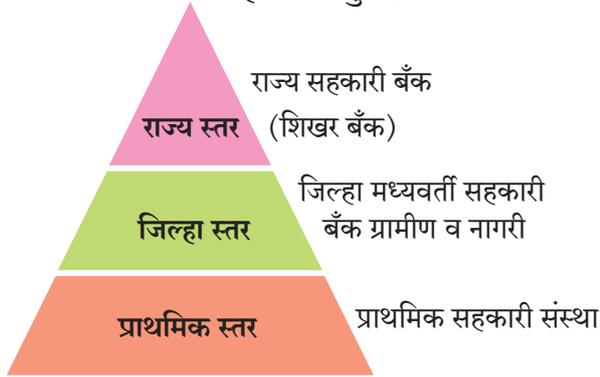 राज्य सहकारी बँक
राज्य स्तर (शिखर बँक)
जिल्हा मध्यवर्ती सहकारी
जिल्हा स्तर बँक ग्रामीण व नागरी
प्राथमिक स्तर प्राथमिक सहकारी संस्था